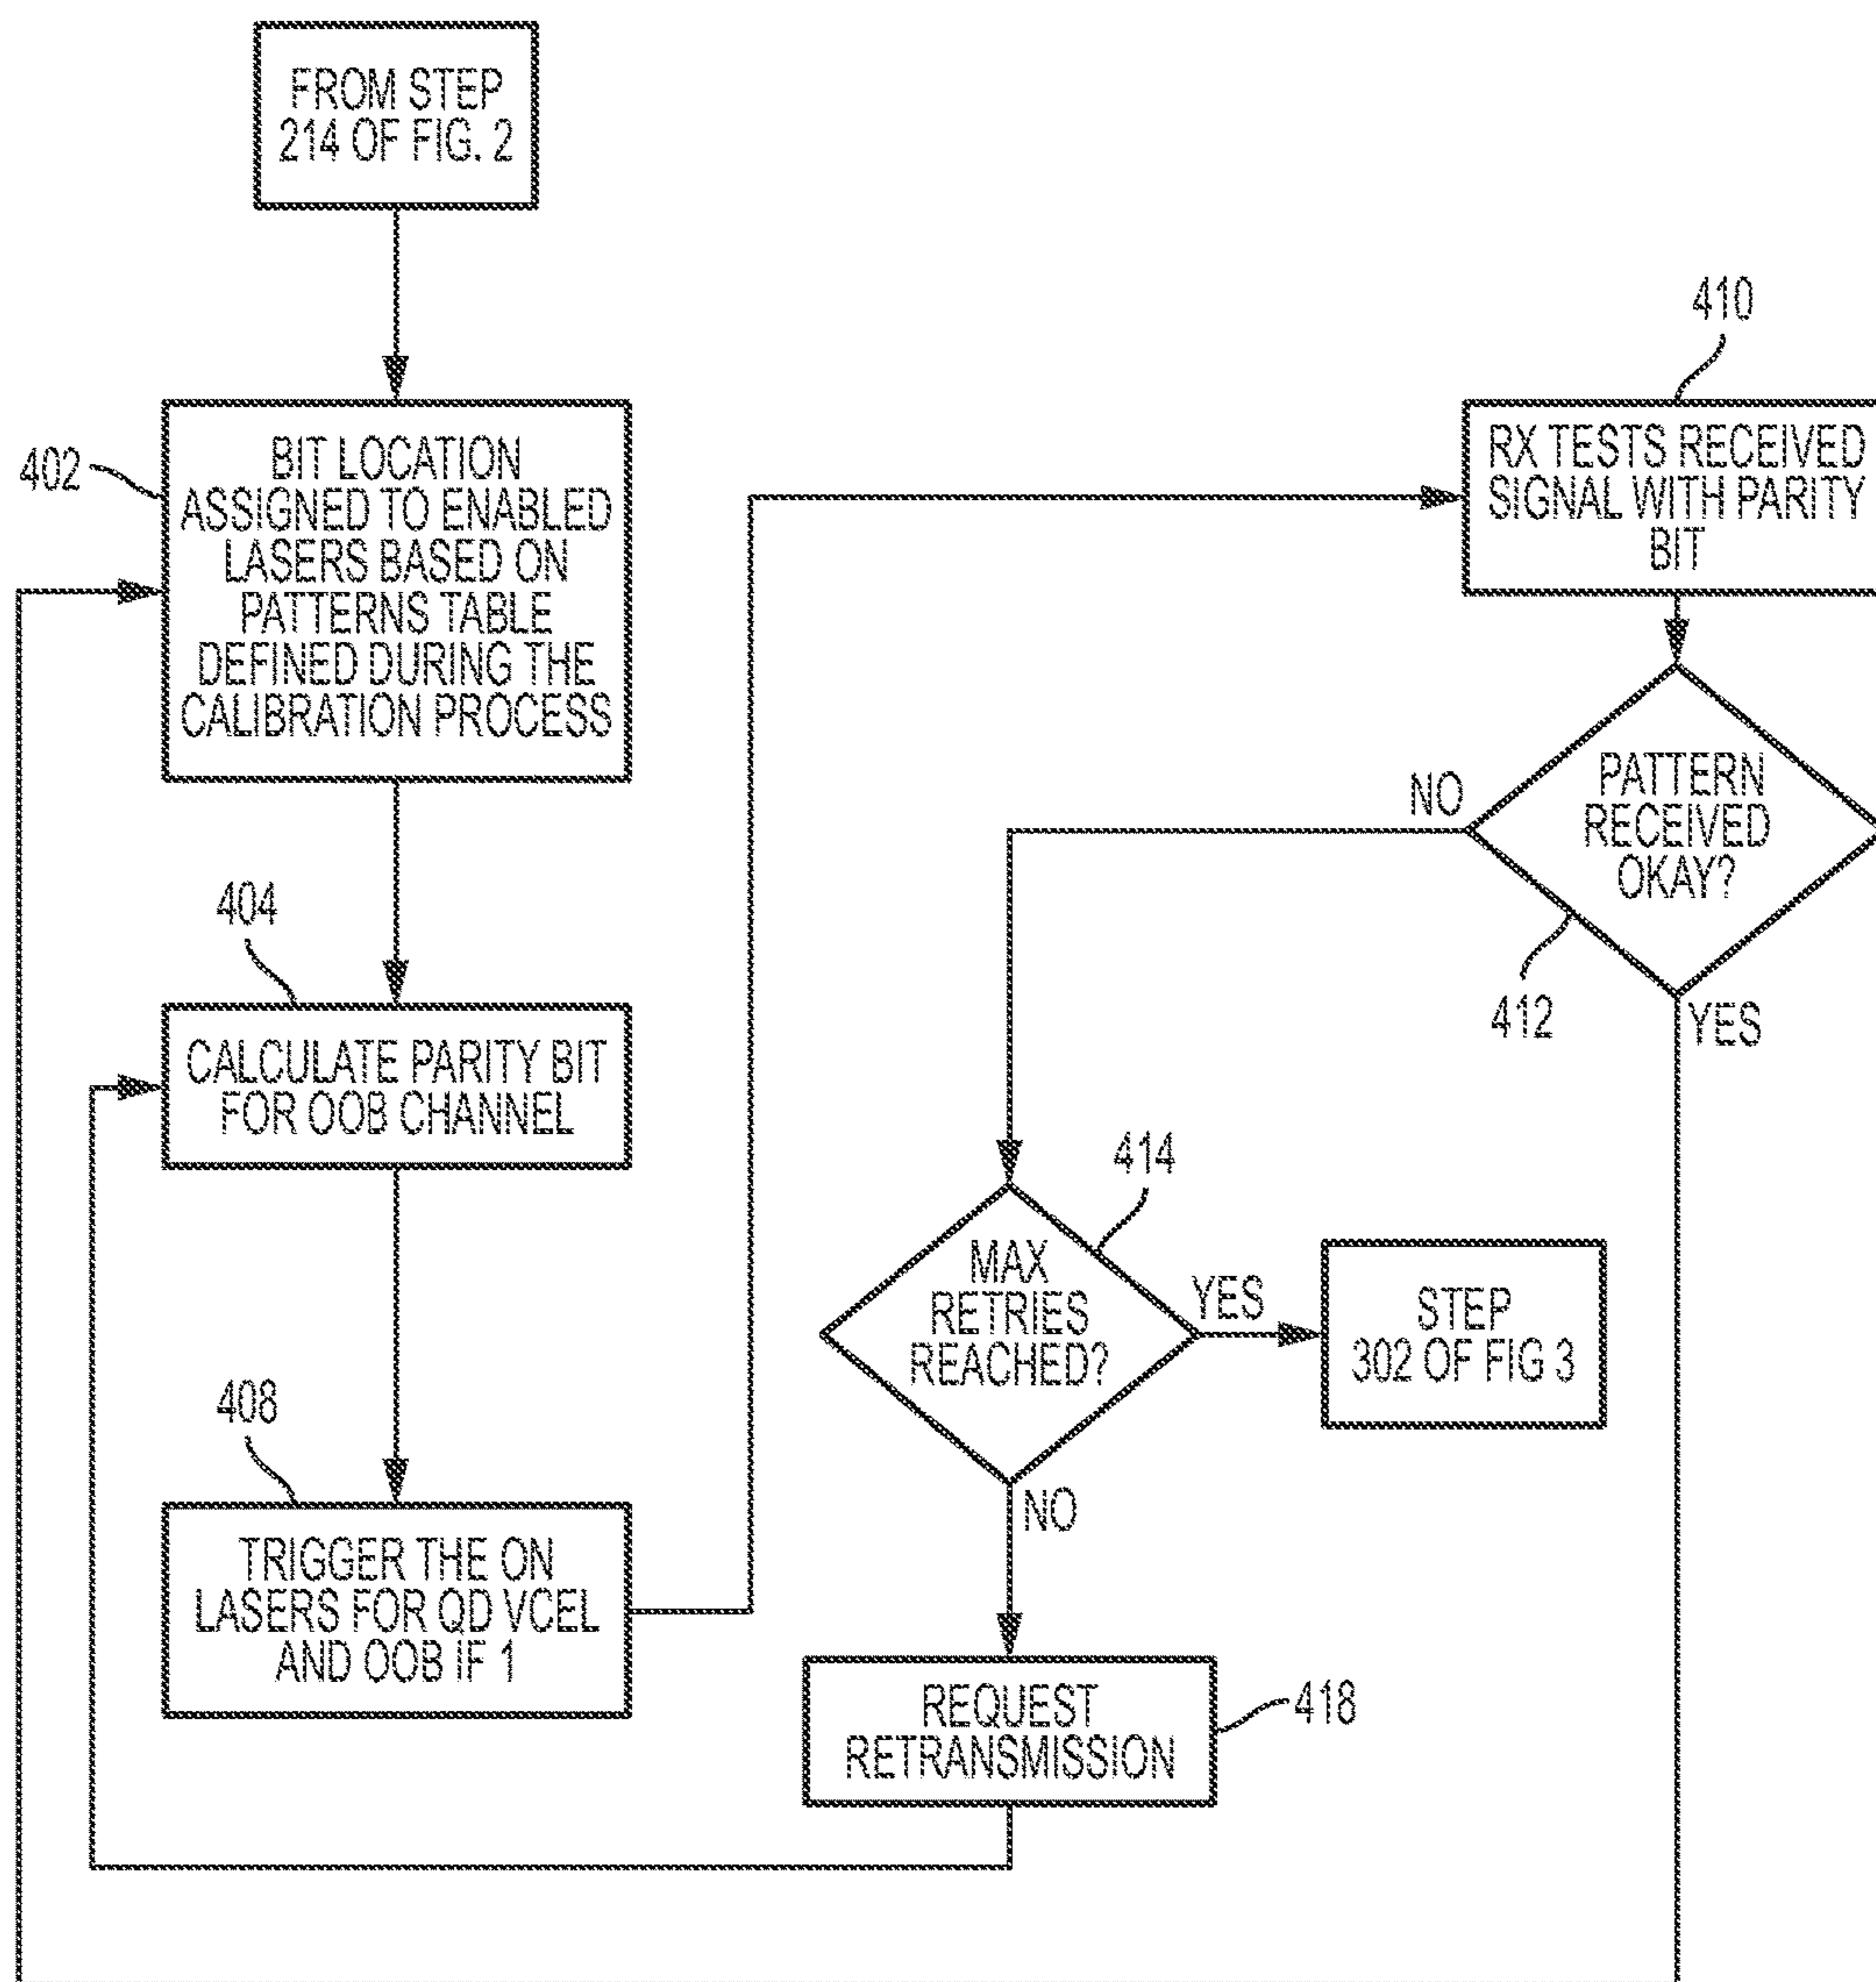 FROM STEP
214 OF FIG. 2
402
BIT LOCATION
ASSIGNED TO ENABLED
LASERS BASED ON
PATTERNS TABLE
DEFINED DURING THE
CALIBRATION PROCESS
404
CALCULATE PARITY BIT
FOR OOB CHANNEL
408
TRIGGER THE ON
LASERS FOR QD VCEL
AND OOB IF 1
410
RX TESTS RECEIVED
SIGNAL WITH PARITY
BIT
PATTERN
RECEIVED
OKAY?
NO
412
YES
414
MAX
RETRIES
REACHED?
YES
STEP
302 OF FIG 3
NO
REQUEST
RETRANSMISSION
418